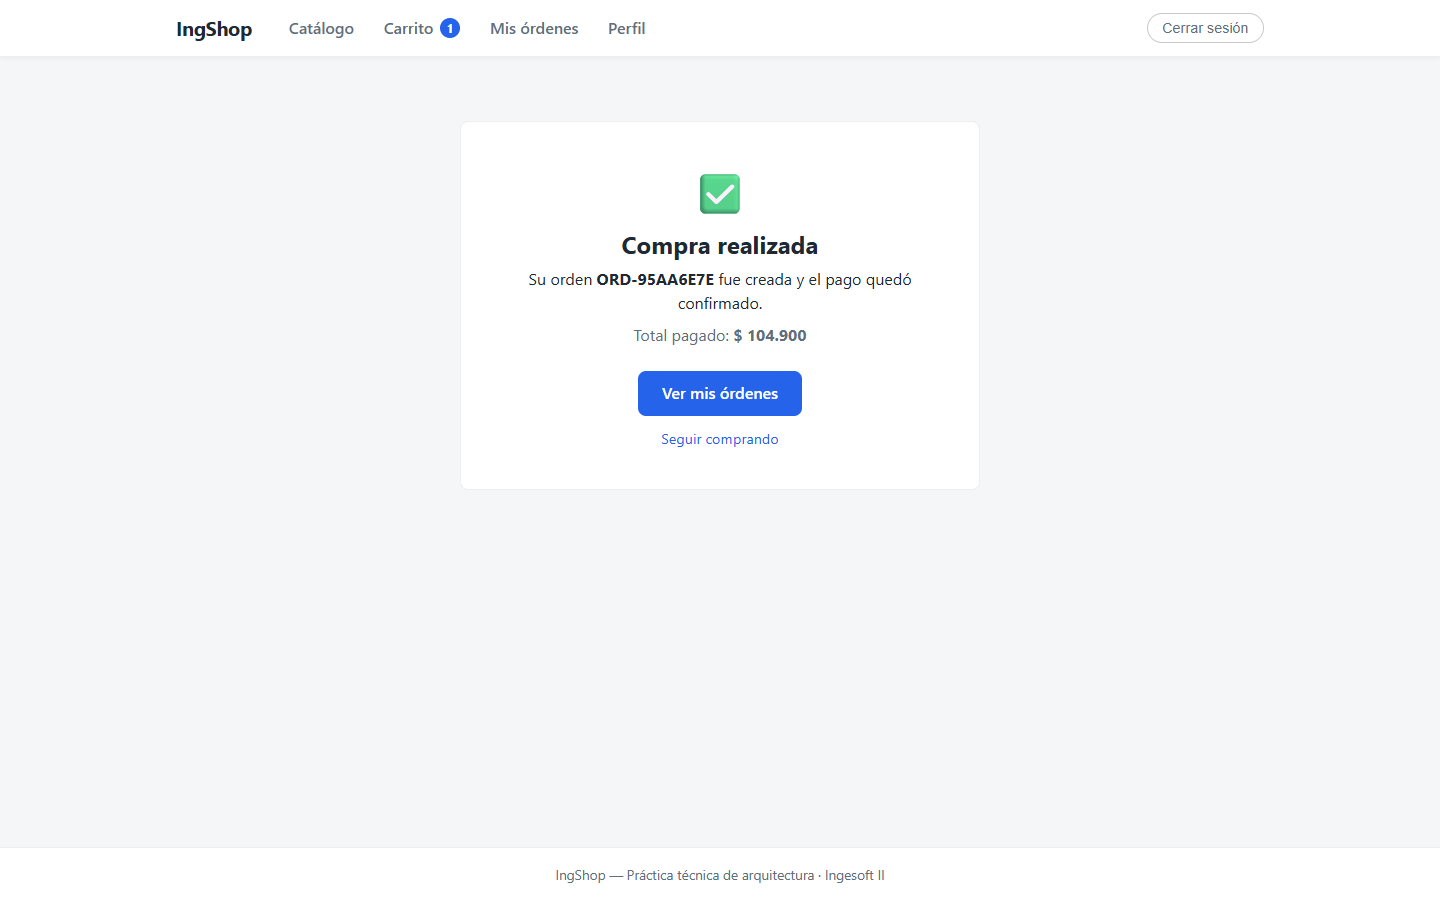 IngShop
Catálogo
Carrito 1
Mis órdenes
Perfil
Cerrar sesión
Compra realizada
Su orden ORD-95AA6E7E fue creada y el pago quedó
confirmado.
Total pagado: $ 104.900
Ver mis órdenes
Seguir comprando
IngShop — Práctica técnica de arquitectura · Ingesoft II